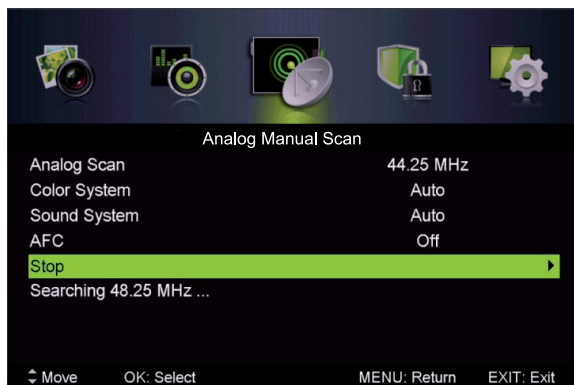 Analog Manual Scan
Analog Scan 44.25 MHz
Color System Auto
Sound System Auto
AFC Off
Stop
Searching 48.25 MHz ...
Move OK: Select MENU: Return EXIT: Exit